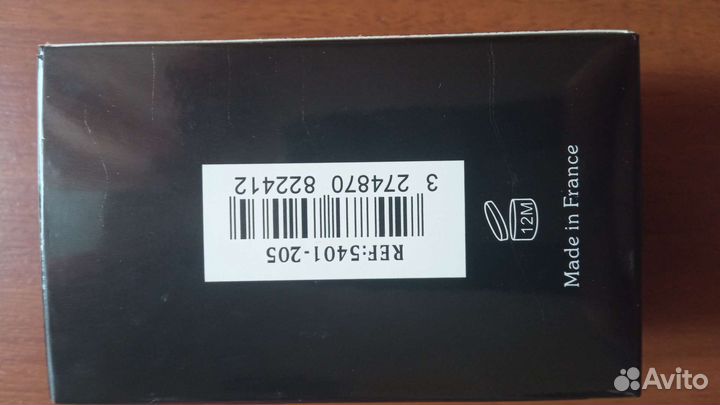 REF:5401-205
3 274870 822412
12M
Made in France
Avito